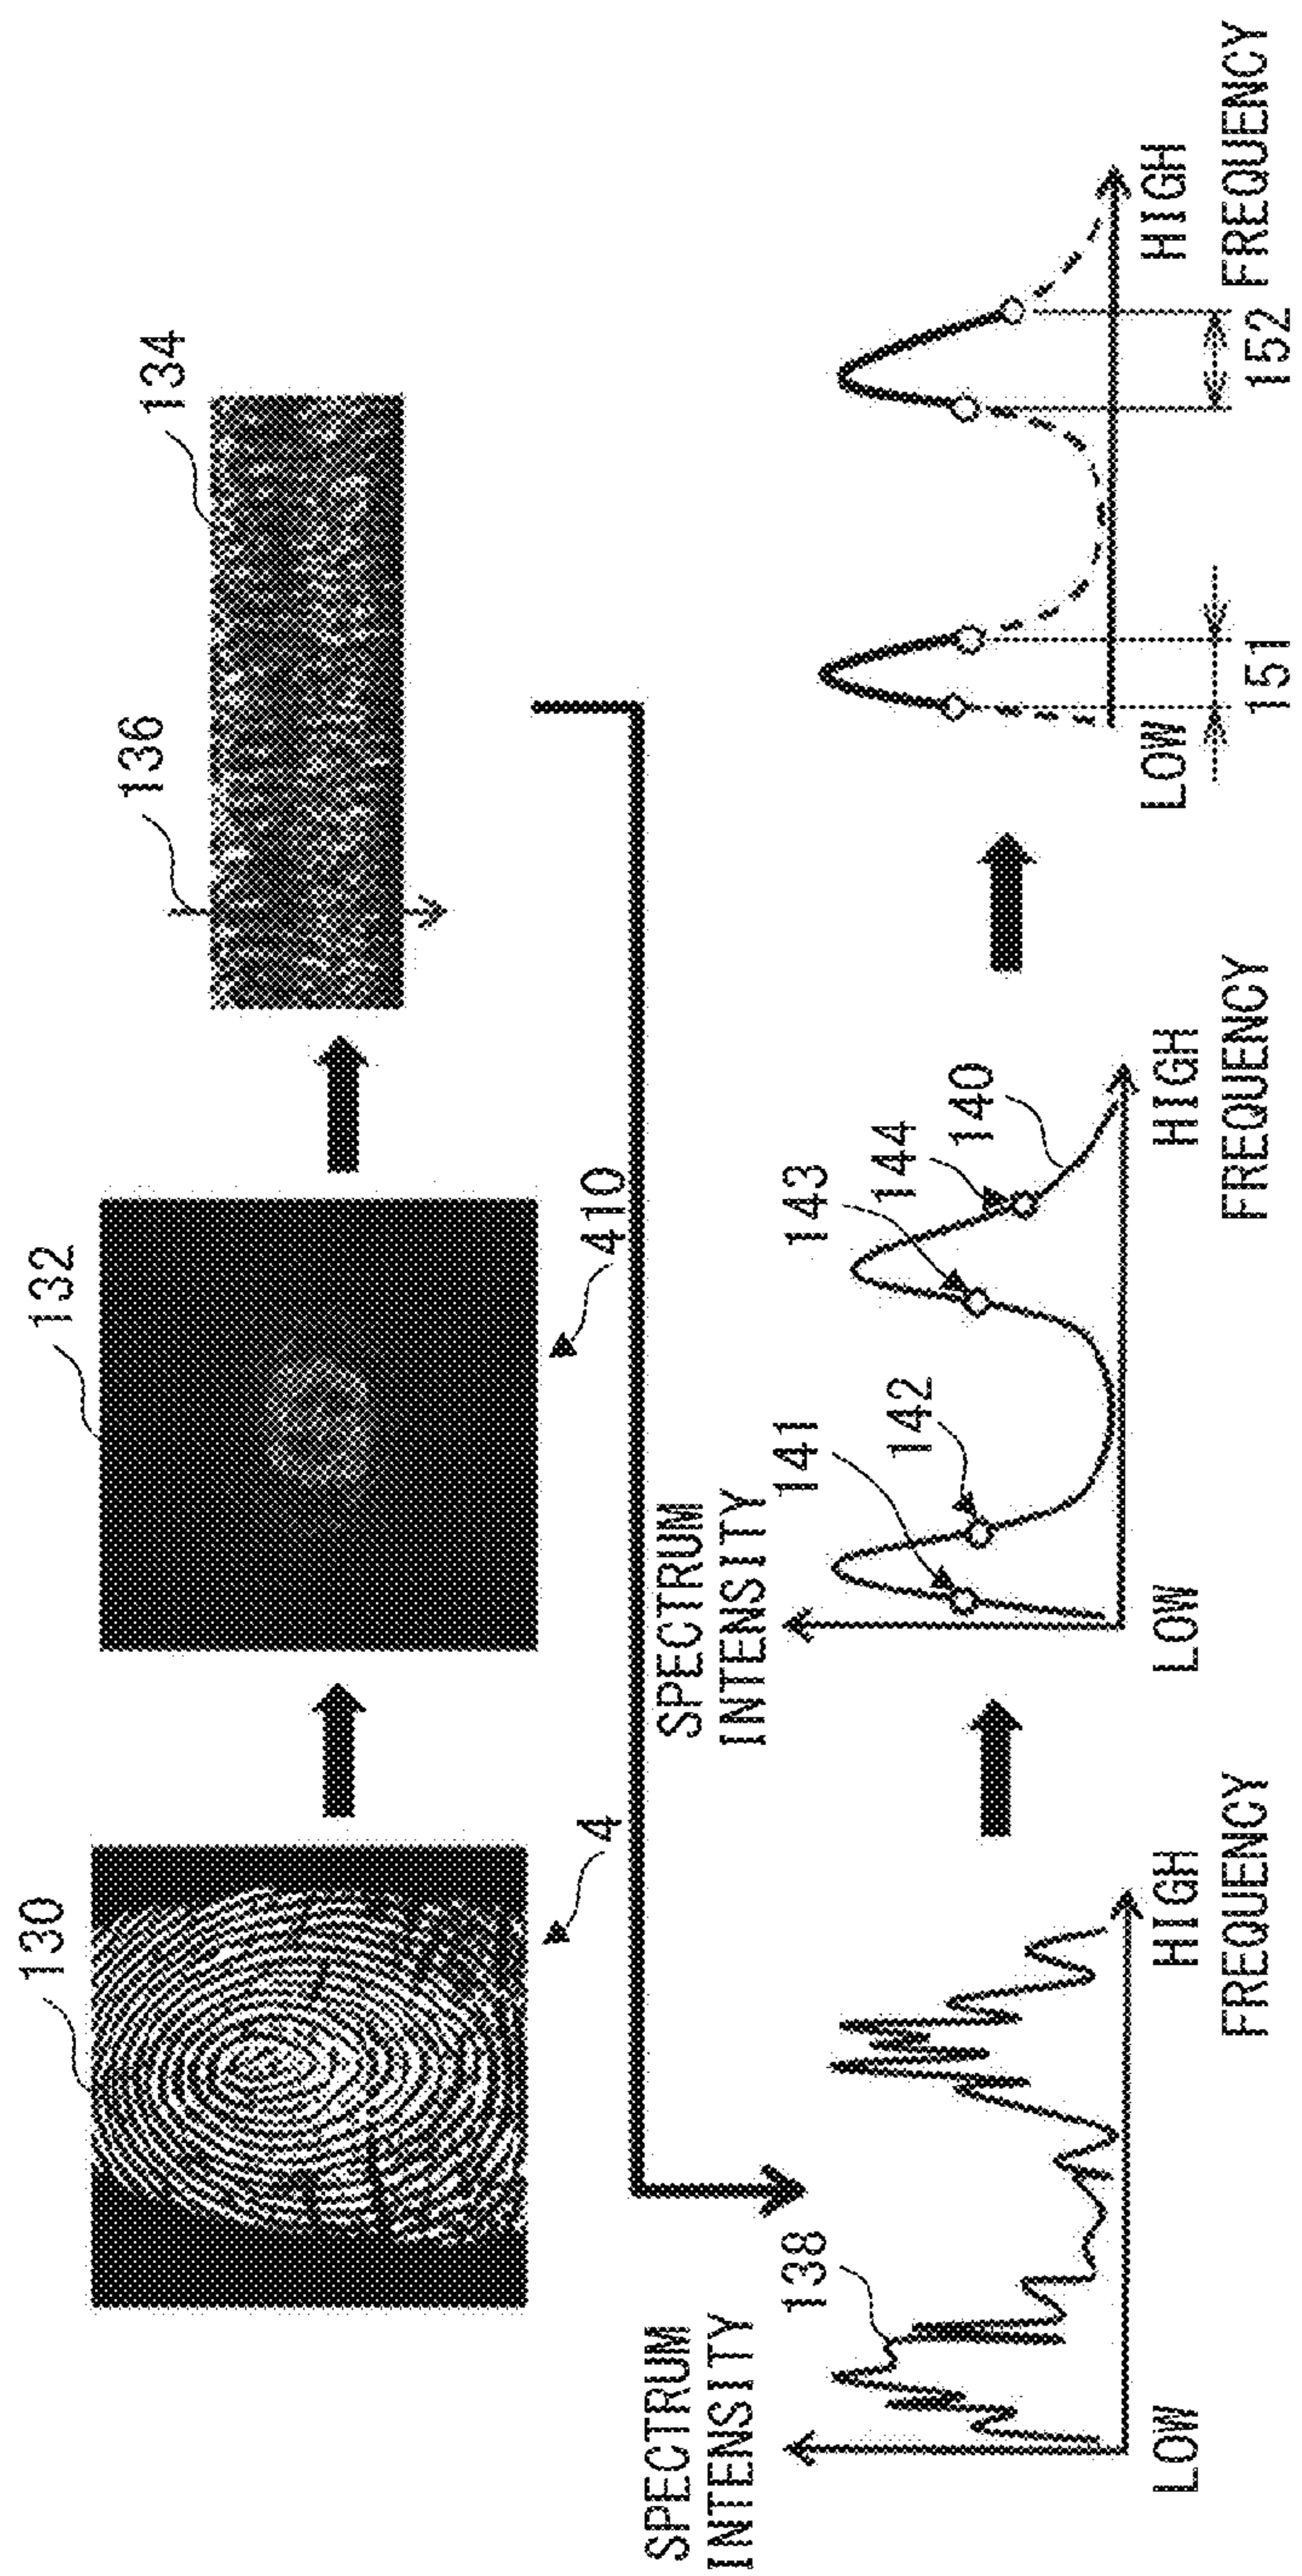 130
132
134
136
4
410
SPECTRUM
INTENSITY
138
LOW
HIGH
FREQUENCY
SPECTRUM
INTENSITY
141
142
143
144
140
LOW
HIGH
FREQUENCY
LOW
HIGH
FREQUENCY
151
152